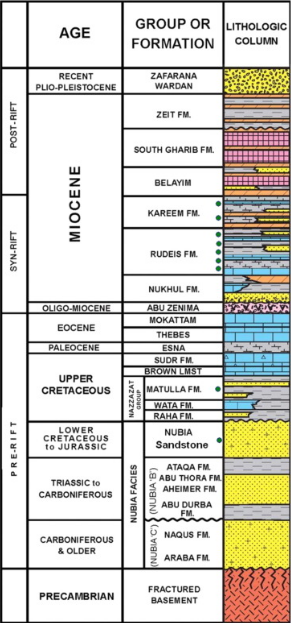 AGE
GROUP OR
FORMATION
LITHOLOGIC
COLUMN
POST-RIFT
SYN-RIFT
PRE-RIFT
RECENT
PLIO-PLEISTOCENE
ZAFARANA
WARDAN
MIOCENE
ZEIT FM.
SOUTH GHARIB FM.
BELAYIM
KAREEM FM.
RUDEIS FM.
NUKHUL FM.
OLIGO-MIOCENE
ABU ZENIMA
EOCENE
MOKATTAM
THEBES
PALEOCENE
ESNA
UPPER
CRETACEOUS
SUDR FM.
BROWN LMST
NAZZAZAT
GROUP
MATULLA FM.
WATA FM.
RAHA FM.
LOWER
CRETACEOUS
to JURASSIC
NUBIA FACIES
NUBIA
Sandstone
TRIASSIC to
CARBONIFEROUS
(NUBIA 'B')
ATAQA FM.
ABU THORA FM.
AHEIMER FM.
ABU DURBA
FM.
CARBONIFEROUS
& OLDER
(NUBIA 'C')
NAQUS FM.
ARABA FM.
PRECAMBRIAN
FRACTURED
BASEMENT